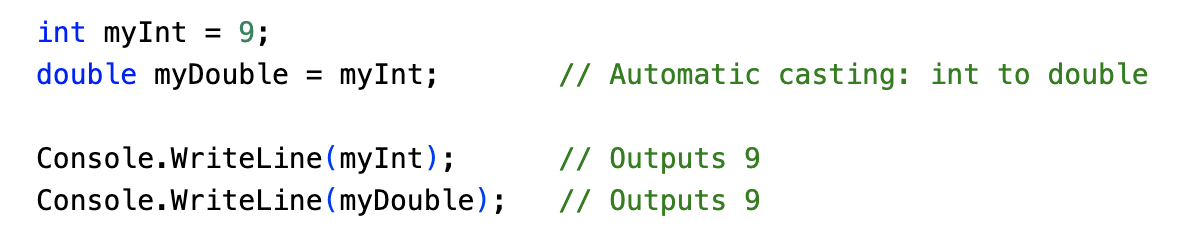 int myInt = 9;
double myDouble = myInt;       // Automatic casting: int to double

Console.WriteLine(myInt);      // Outputs 9
Console.WriteLine(myDouble);   // Outputs 9